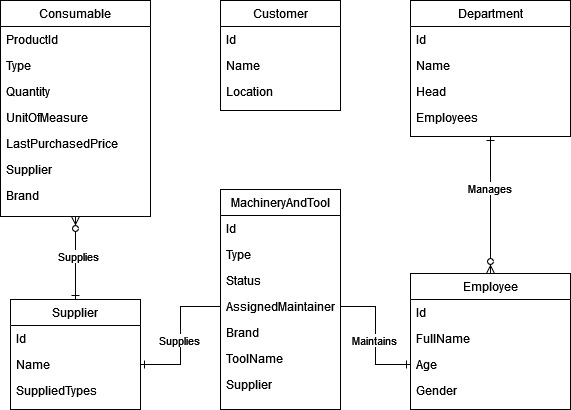 Consumable
ProductId
Type
Quantity
UnitOfMeasure
LastPurchasedPrice
Supplier
Brand
Customer
Id
Name
Location
Department
Id
Name
Head
Employees
Manages
Supplies
MachineryAndTool
Id
Type
Status
AssignedMaintainer
Brand
ToolName
Supplier
Supplier
Id
Name
SuppliedTypes
Supplies
Maintains
Employee
Id
FullName
Age
Gender